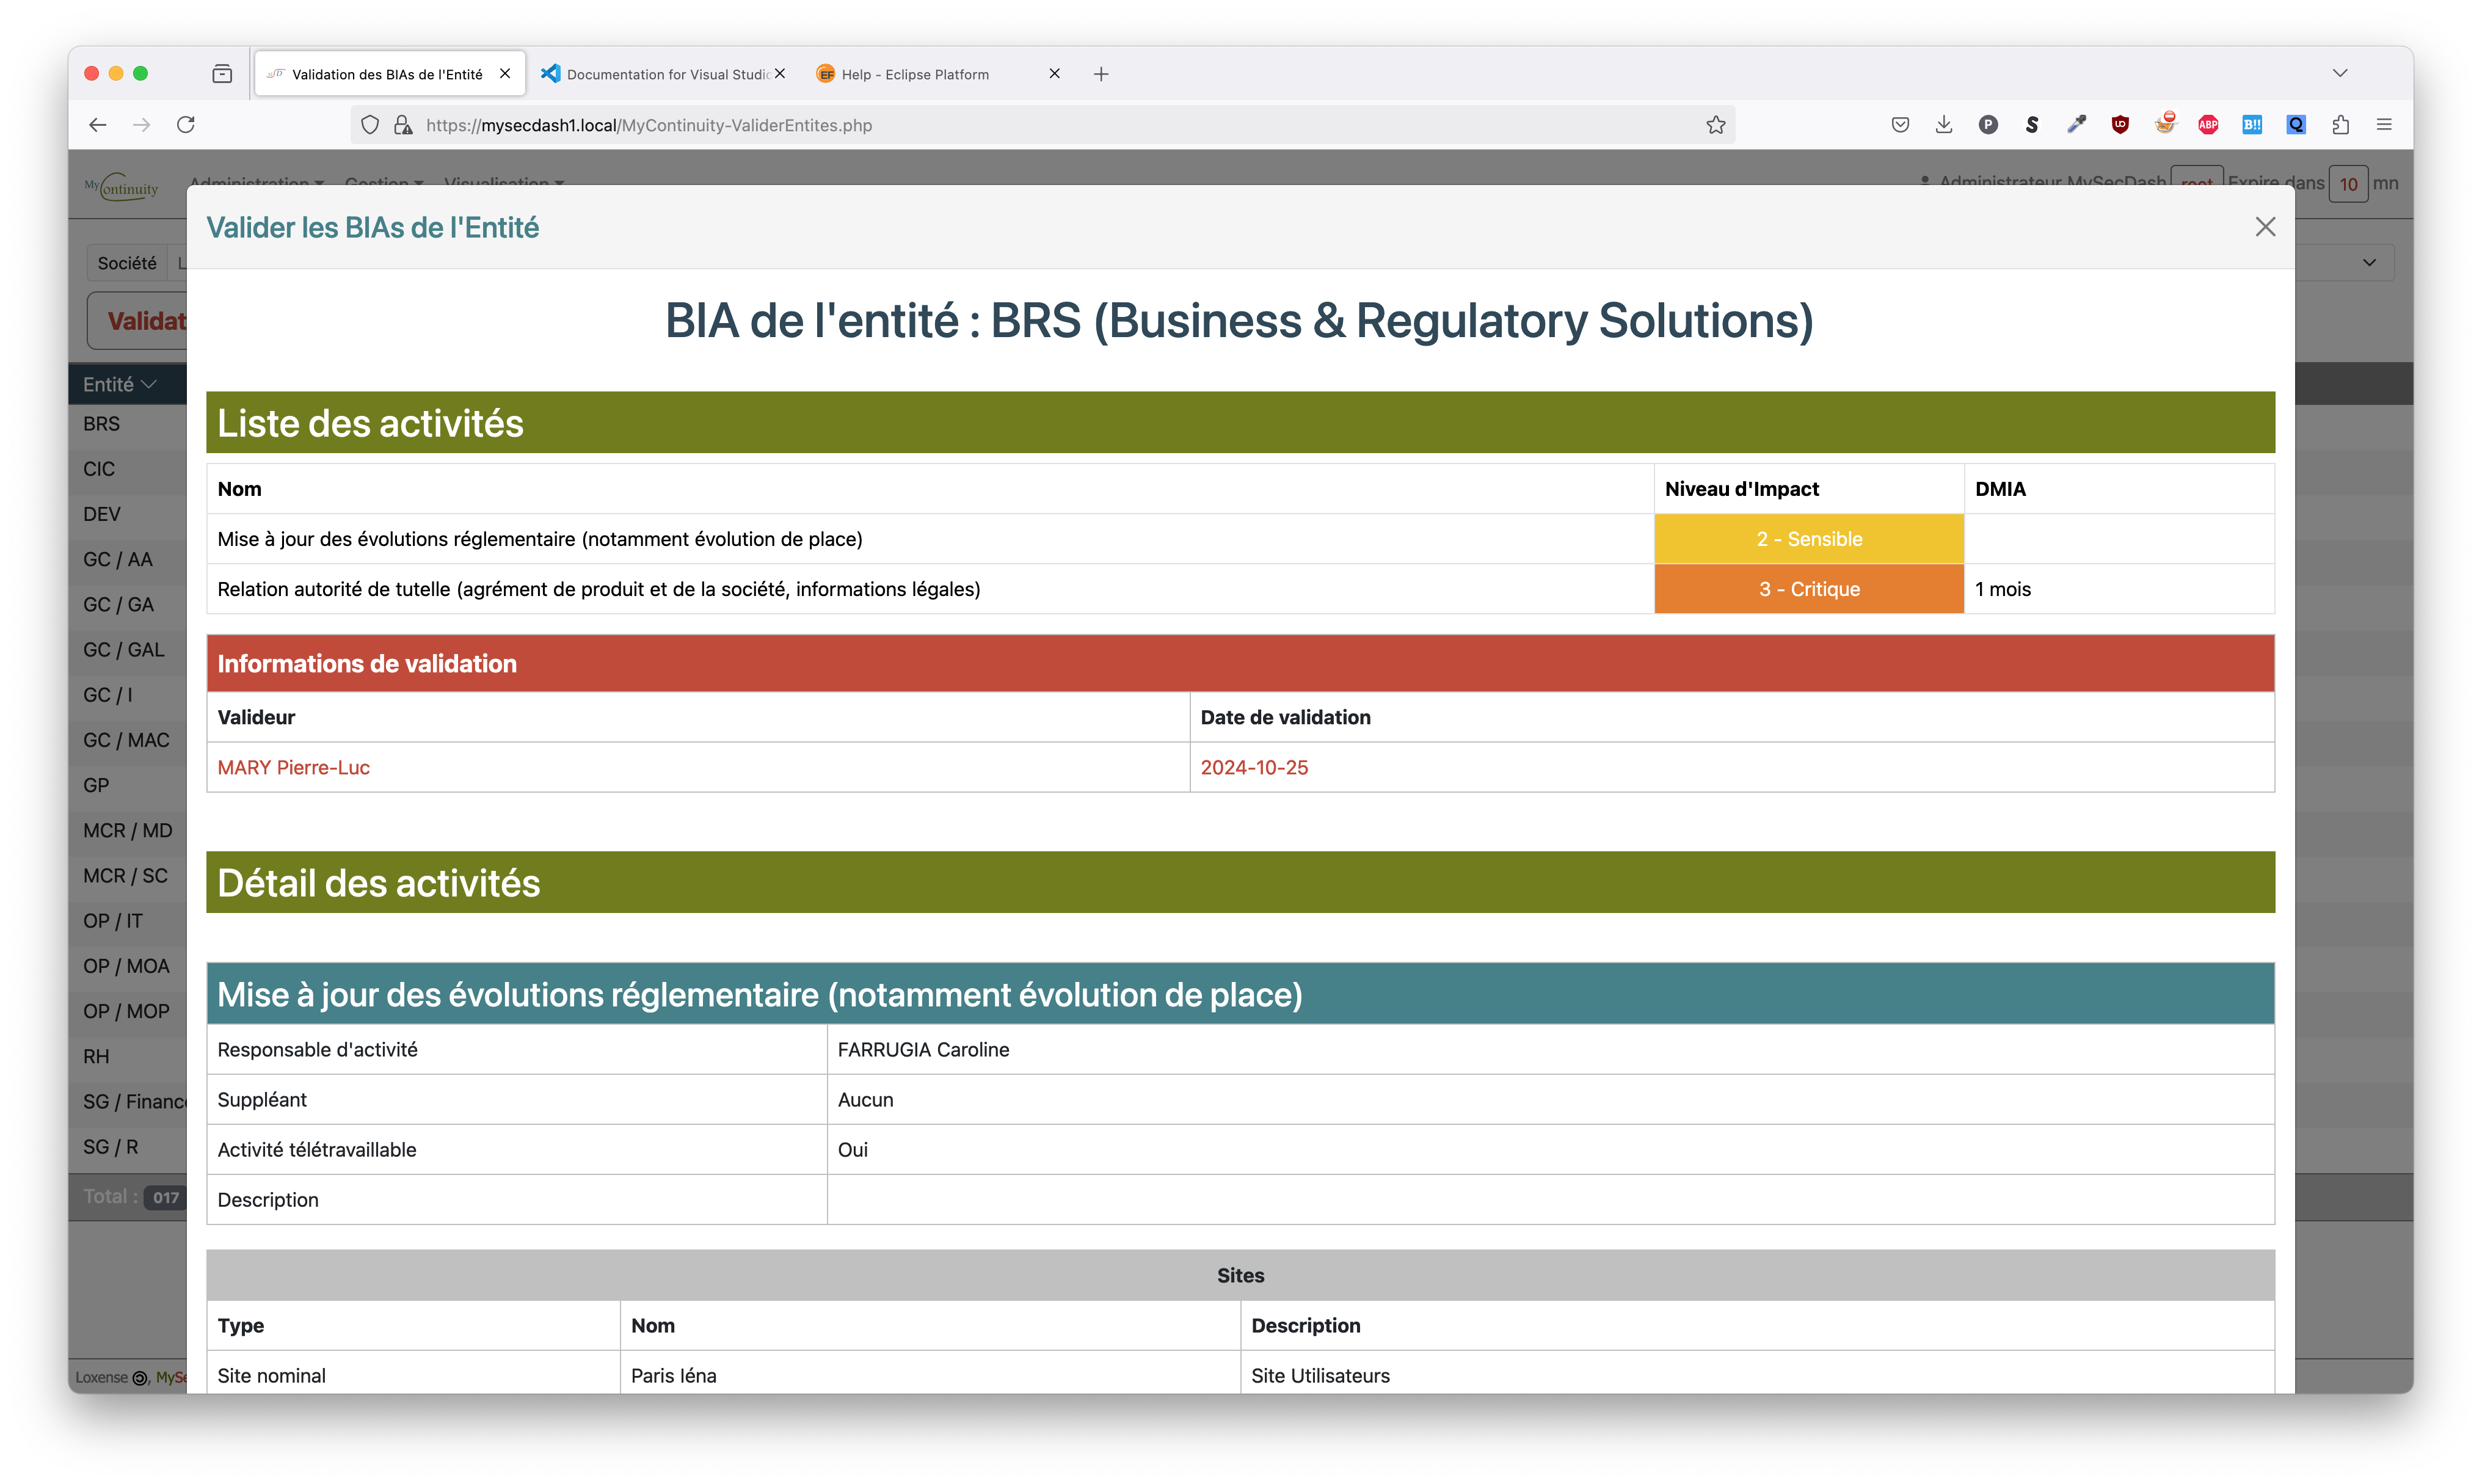 Validation des BIAs de l'Entité
Documentation for Visual Studio
Help - Eclipse Platform
https://mysecdash1.local/MyContinuity-ValiderEntites.php
My Continuity
Administration Gestion Visualisation
Administrateur MySecDash root Expire dans 10 mn
Valider les BIAs de l'Entité
Société L
Validat
Entité
BRS
CIC
DEV
GC / AA
GC / GA
GC / GAL
GC / I
GC / MAC
GP
MCR / MD
MCR / SC
OP / IT
OP / MOA
OP / MOP
RH
SG / Finance
SG / R
Total : 017
Loxense , MySe
BIA de l'entité : BRS (Business & Regulatory Solutions)
Liste des activités
Nom Niveau d'Impact DMIA
Mise à jour des évolutions réglementaire (notamment évolution de place) 2 - Sensible
Relation autorité de tutelle (agrément de produit et de la société, informations légales) 3 - Critique 1 mois
Informations de validation
Valideur Date de validation
MARY Pierre-Luc 2024-10-25
Détail des activités
Mise à jour des évolutions réglementaire (notamment évolution de place)
Responsable d'activité FARRUGIA Caroline
Suppléant Aucun
Activité télétravaillable Oui
Description
Sites
Type Nom Description
Site nominal Paris Iéna Site Utilisateurs